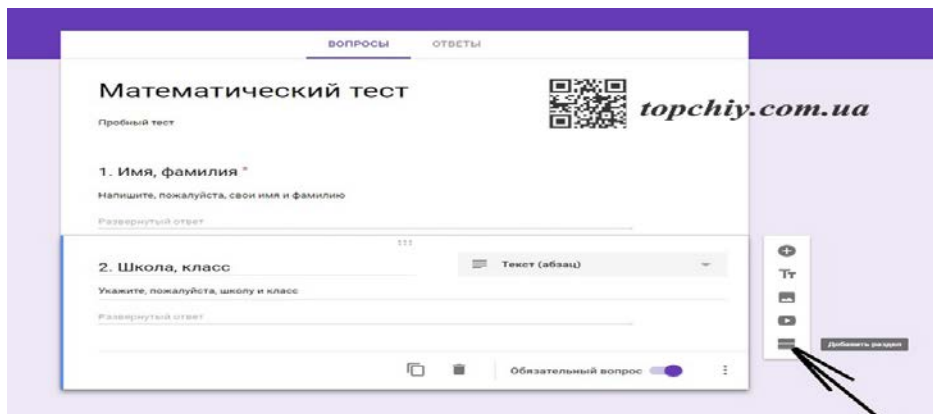 ВОПРОСЫ ОТВЕТЫ
Математический тест
topchiy.com.ua
Пробный тест
1. Имя, фамилия *
Напишите, пожалуйста, свои имя и фамилию
Развернутый ответ
2. Школа, класс
Текст (абзац)
Укажите, пожалуйста, школу и класс
Развернутый ответ
Tт
Добавить раздел
Обязательный вопрос